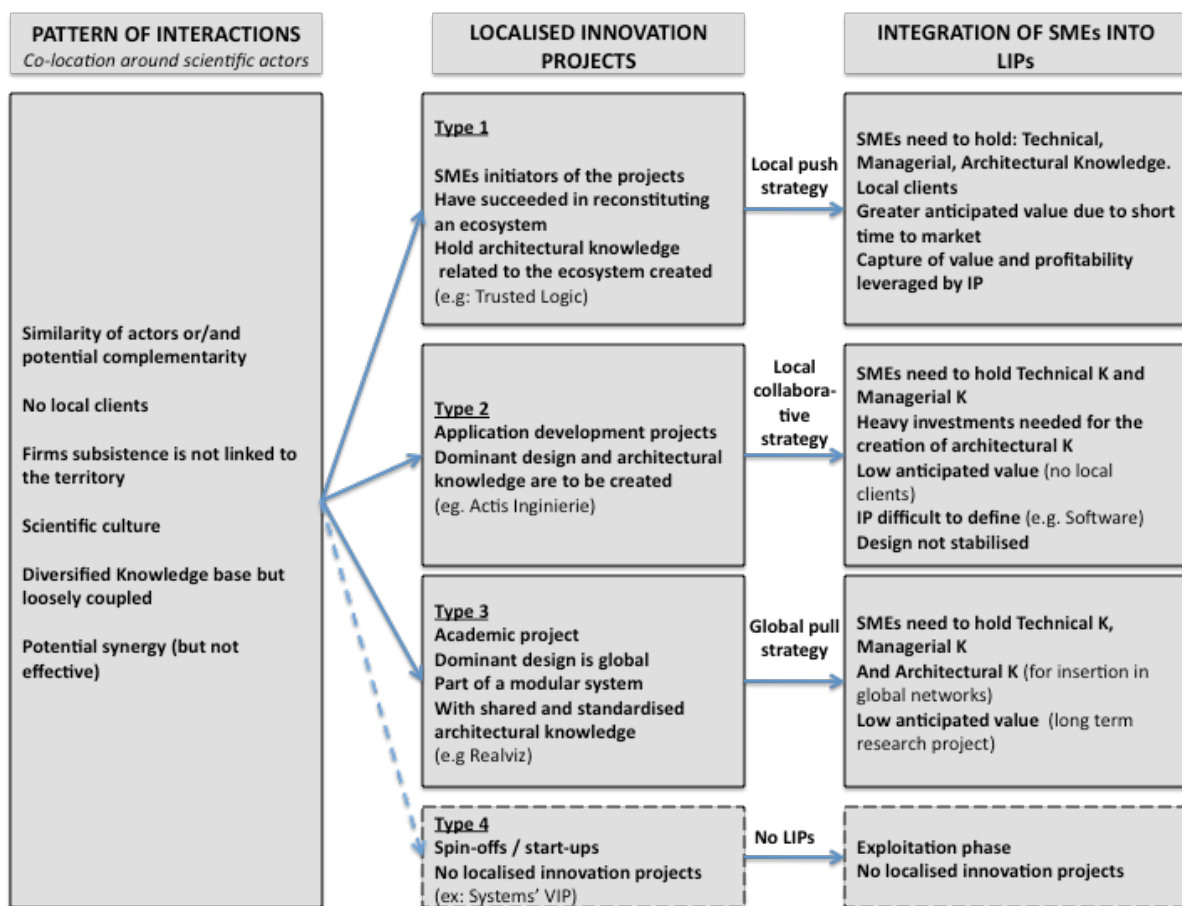 PATTERN OF INTERACTIONS
Co-location around scientific actors
LOCALISED INNOVATION
PROJECTS
INTEGRATION OF SMEs INTO
LIPs
Similarity of actors or/and
potential complementarity
No local clients
Firms subsistence is not linked to
the territory
Scientific culture
Diversified Knowledge base but
loosely coupled
Potential synergy (but not
effective)
Type 1
SMEs initiators of the projects
Have succeeded in reconstituting
an ecosystem
Hold architectural knowledge
related to the ecosystem created
(e.g: Trusted Logic)
Local push
strategy
SMEs need to hold: Technical,
Managerial, Architectural Knowledge.
Local clients
Greater anticipated value due to short
time to market
Capture of value and profitability
leveraged by IP
Type 2
Application development projects
Dominant design and architectural
knowledge are to be created
(eg. Actis Inginierie)
Local
collabora-
tive
strategy
SMEs need to hold Technical K and
Managerial K
Heavy investments needed for the
creation of architectural K
Low anticipated value (no local
clients)
IP difficult to define (e.g. Software)
Design not stabilised
Type 3
Academic project
Dominant design is global
Part of a modular system
With shared and standardised
architectural knowledge
(e.g Realviz)
Global pull
strategy
SMEs need to hold Technical K,
Managerial K
And Architectural K (for insertion in
global networks)
Low anticipated value (long term
research project)
Type 4
Spin-offs / start-ups
No localised innovation projects
(ex: Systems' VIP)
No LIPs
Exploitation phase
No localised innovation projects